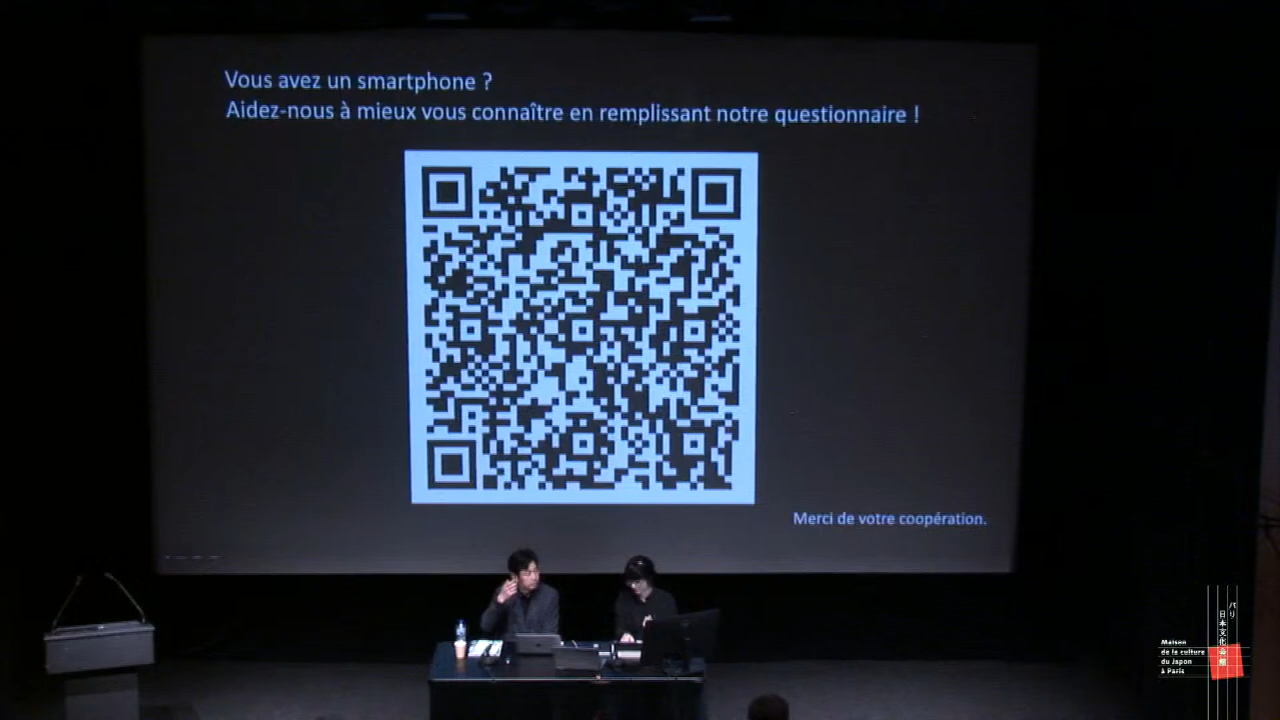 Vous avez un smartphone ?
Aidez-nous à mieux vous connaître en remplissant notre questionnaire !
Merci de votre coopération.
パリ
日本文化会館
Maison
de la culture
du Japon
à Paris